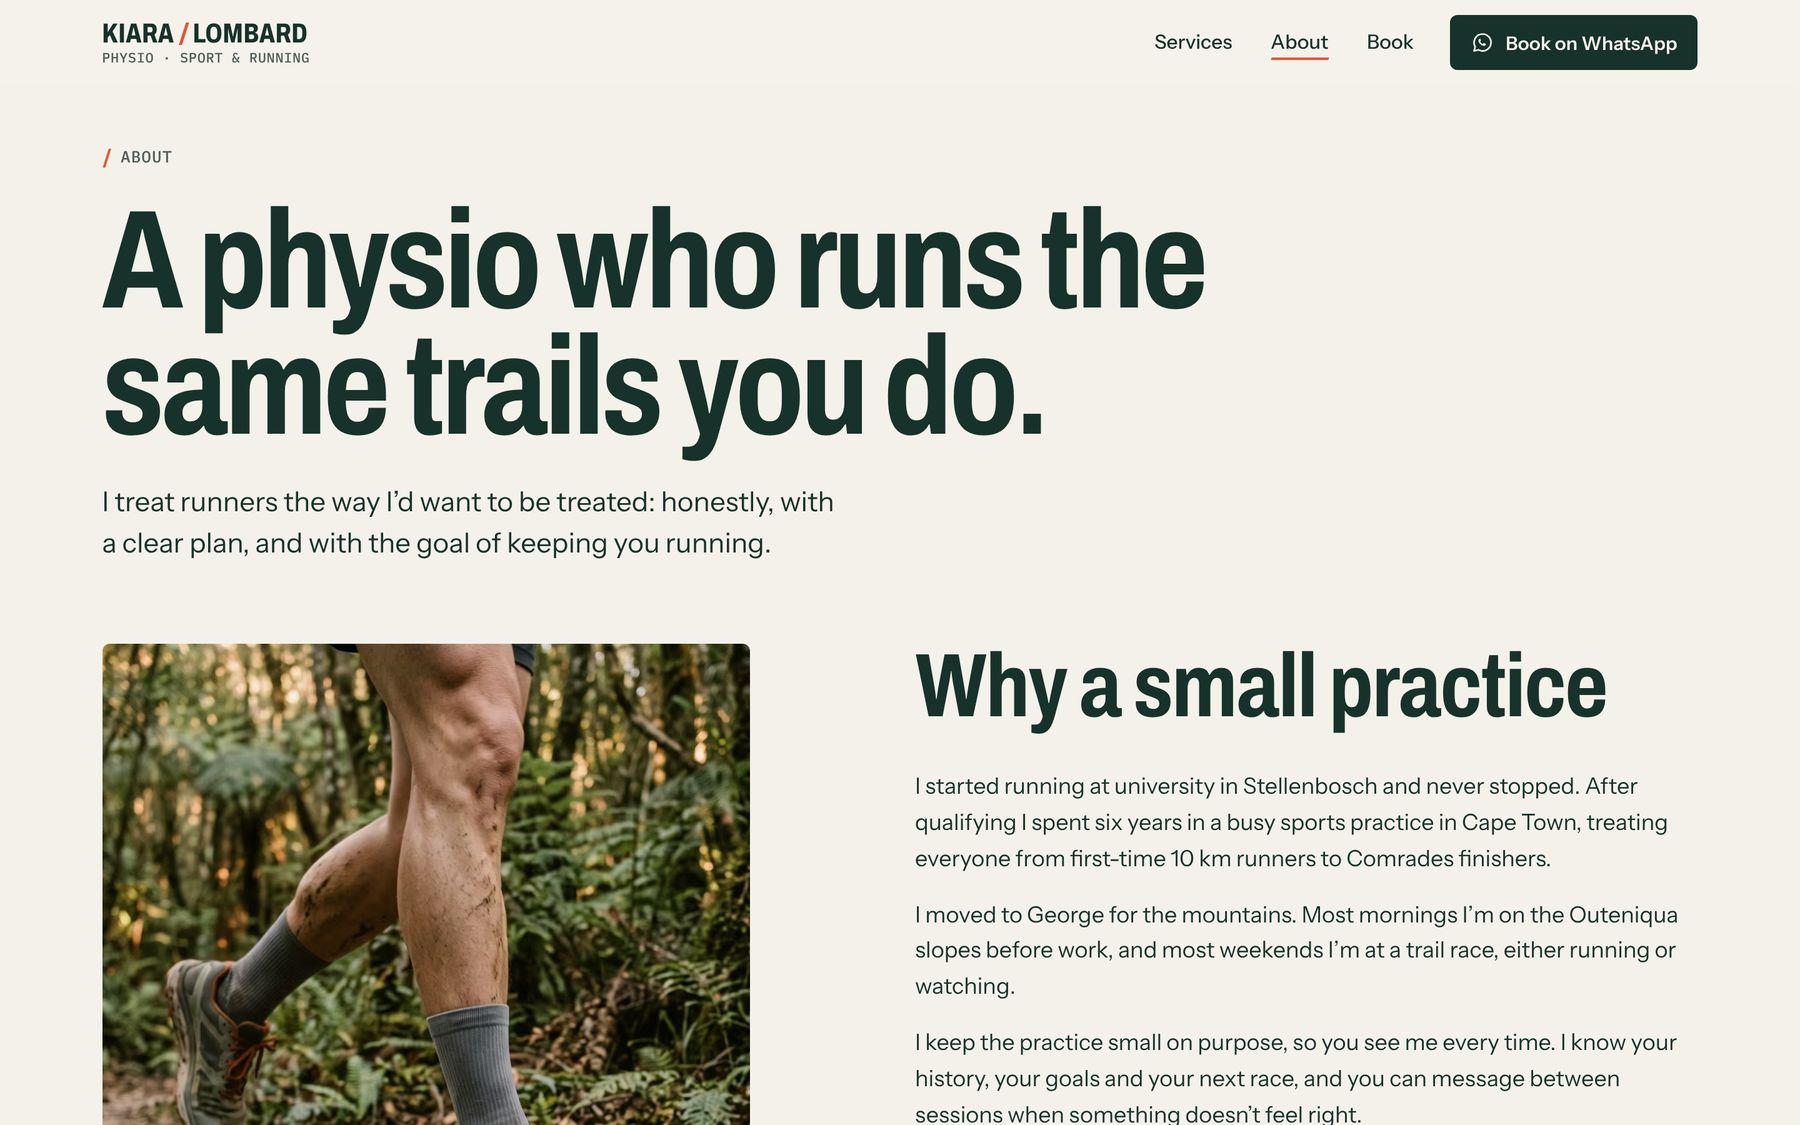 KIARA / LOMBARD
PHYSIO · SPORT & RUNNING
Services
About
Book
Book on WhatsApp
/ ABOUT
A physio who runs the
same trails you do.
I treat runners the way I’d want to be treated: honestly, with
a clear plan, and with the goal of keeping you running.
Why a small practice
I started running at university in Stellenbosch and never stopped. After
qualifying I spent six years in a busy sports practice in Cape Town, treating
everyone from first-time 10 km runners to Comrades finishers.
I moved to George for the mountains. Most mornings I’m on the Outeniqua
slopes before work, and most weekends I’m at a trail race, either running or
watching.
I keep the practice small on purpose, so you see me every time. I know your
history, your goals and your next race, and you can message between
sessions when something doesn’t feel right.